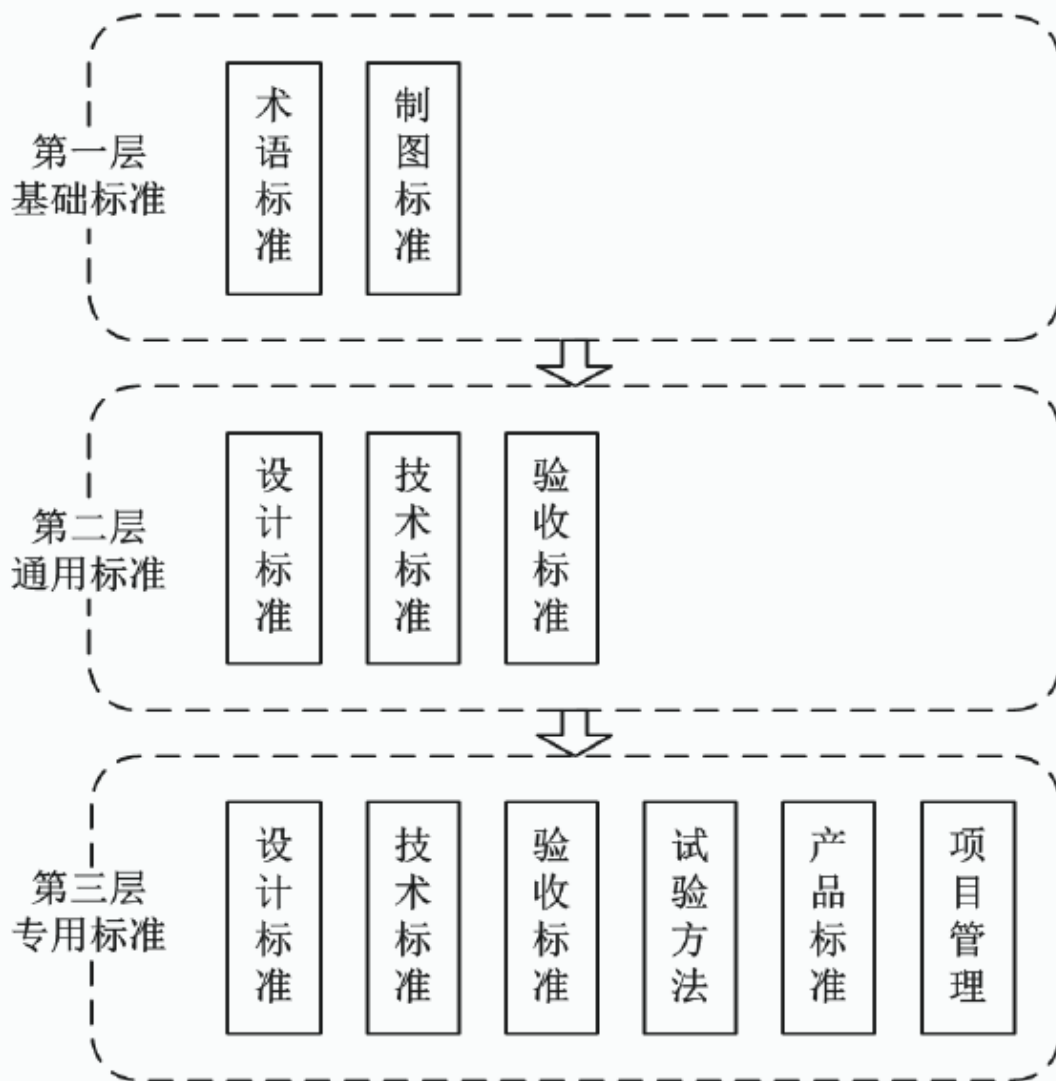 第一层
基础标准
术语标准
制图标准
第二层
通用标准
设计标准
技术标准
验收标准
第三层
专用标准
设计标准
技术标准
验收标准
试验方法
产品标准
项目管理